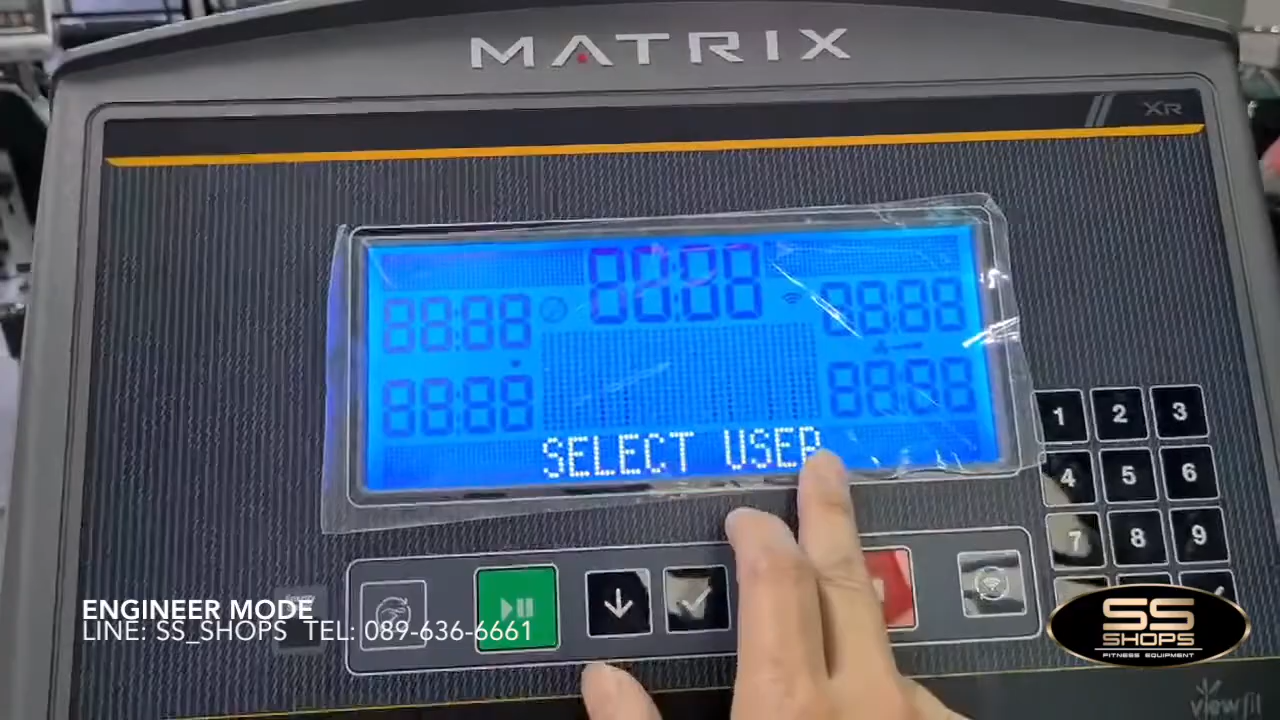 MATRIX
XR
88:88
88:88
88:88
88:88
88:88
SELECT USER
1 2 3
4 5 6
7 8 9
ENGINEER MODE
LINE: SS_SHOPS TEL: 089-636-6661
SS
SHOPS
FITNESS EQUIPMENT
viewfit